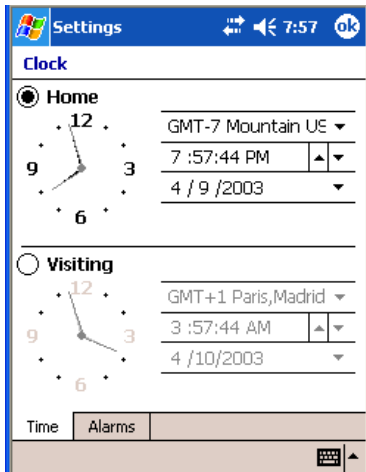 Settings 7:57 ok
Clock
Home
12
9 3
6
GMT-7 Mountain US
7 :57:44 PM
4 / 9 /2003
Visiting
12
9 3
6
GMT+1 Paris,Madrid
3 :57:44 AM
4 /10/2003
Time Alarms